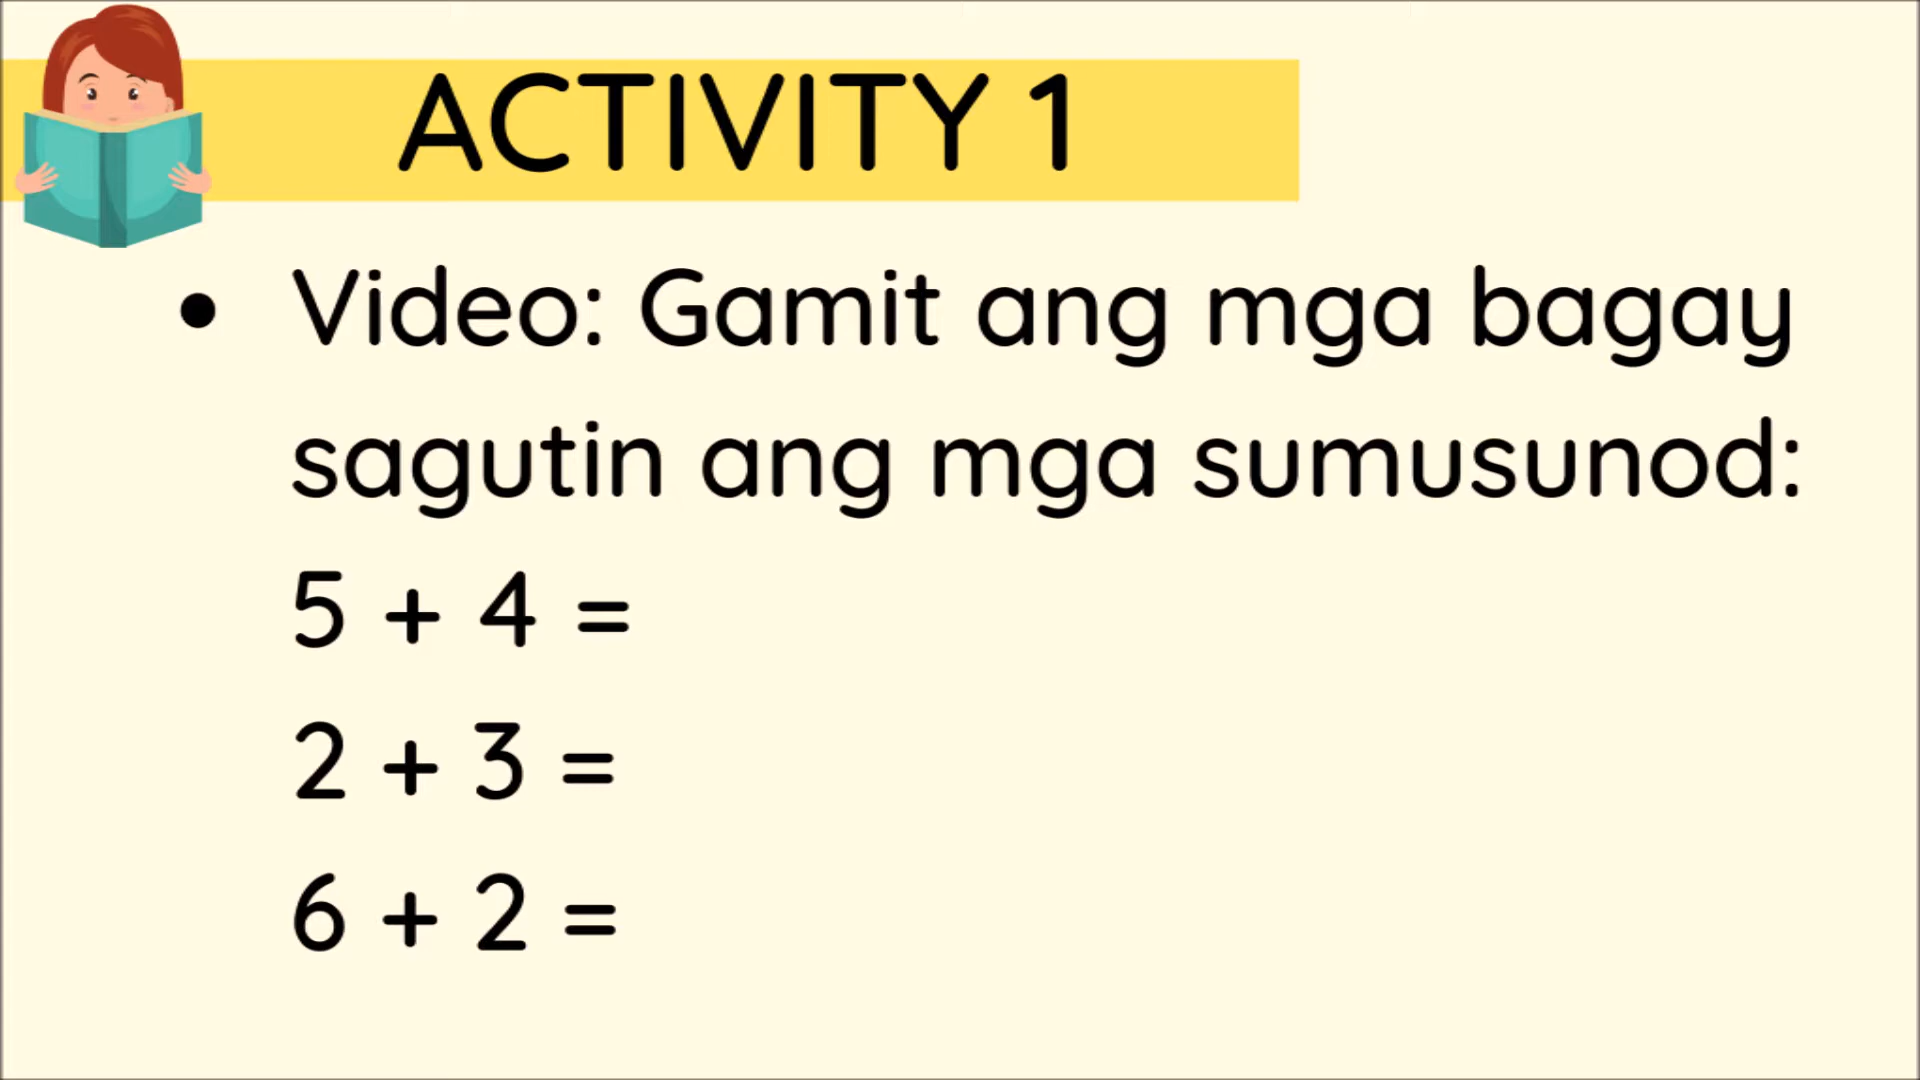 ACTIVITY 1
• Video: Gamit ang mga bagay
sagutin ang mga sumusunod:
5 + 4 =
2 + 3 =
6 + 2 =